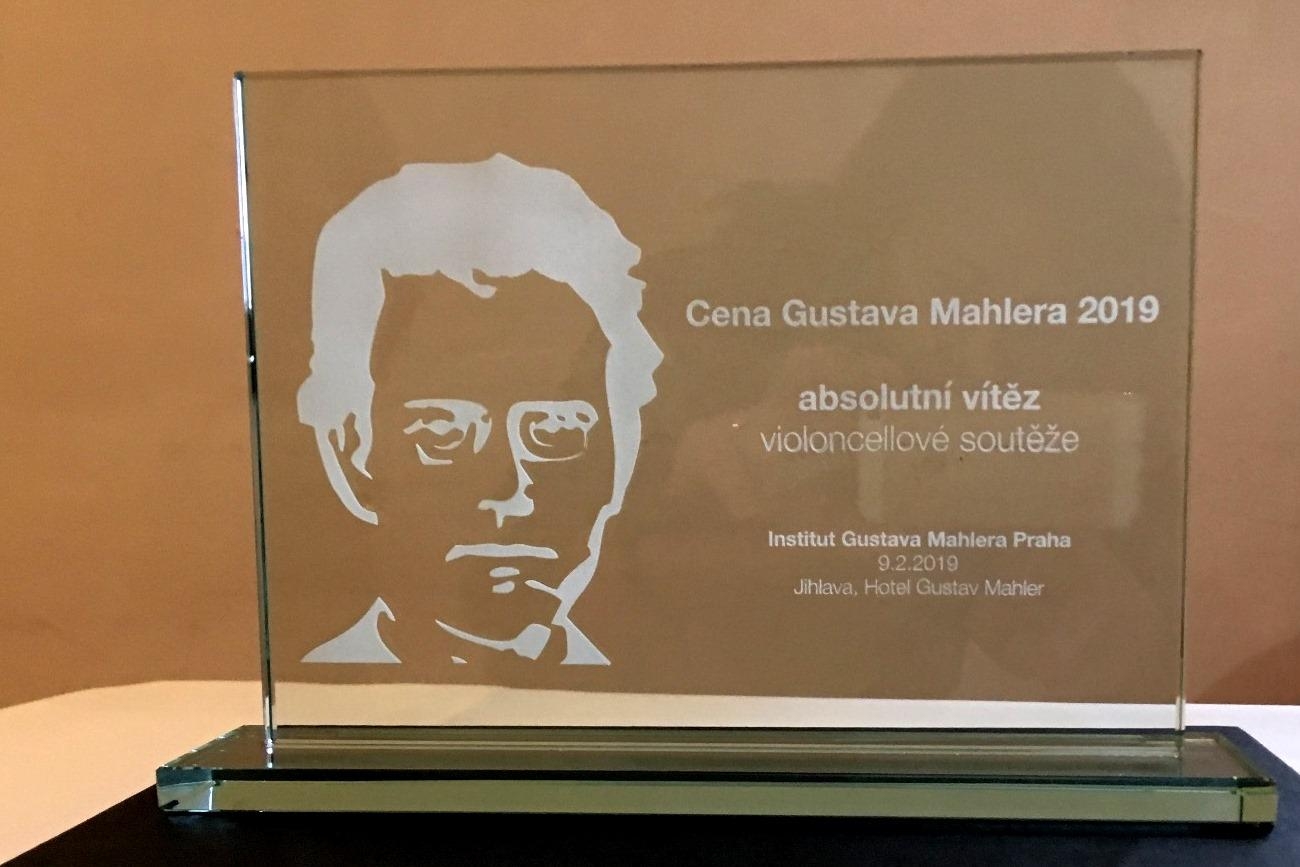 Cena Gustava Mahlera 2019
absolutní vítěz
violoncellové soutěže
Institut Gustava Mahlera Praha
9.2.2019
Jihlava, Hotel Gustav Mahler